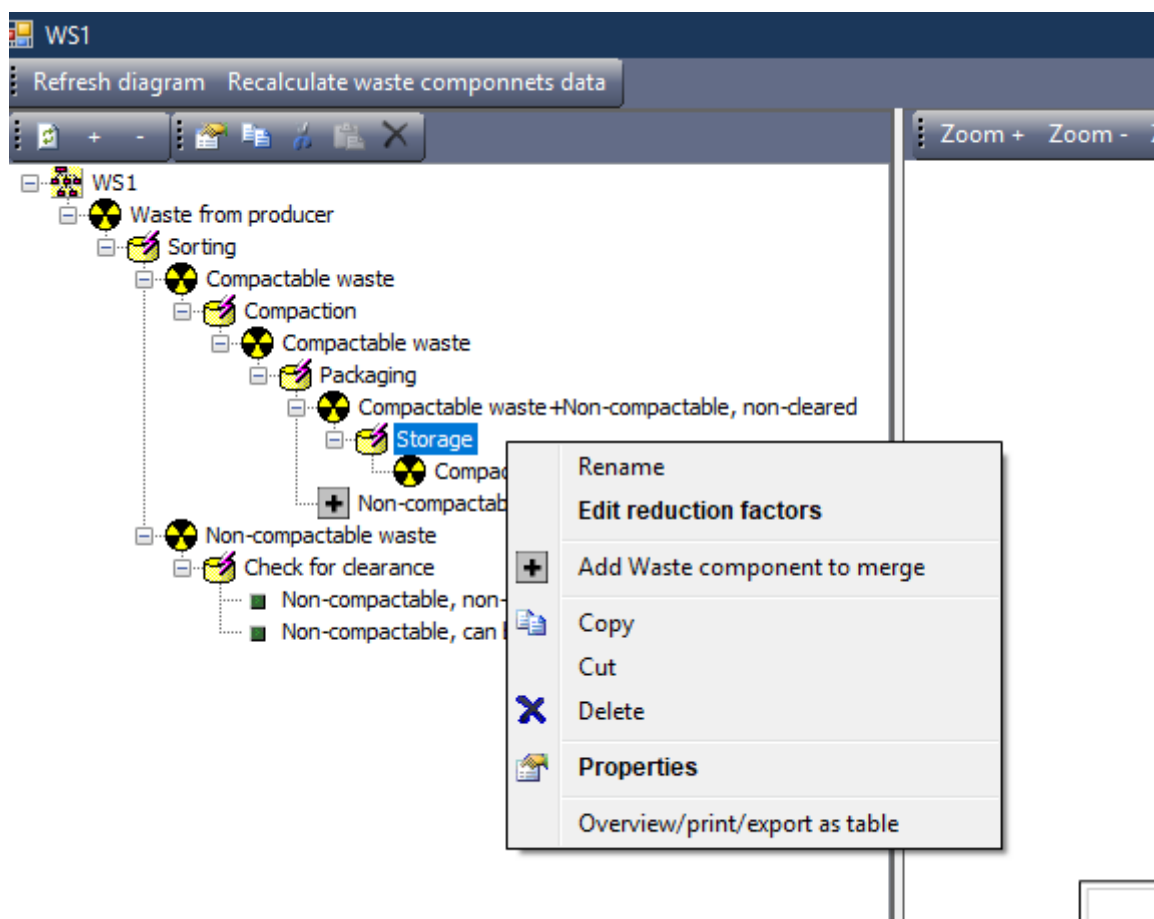 WS1
Refresh diagram Recalculate waste componnets data
+ -
Zoom + Zoom -
WS1
Waste from producer
Sorting
Compactable waste
Compaction
Compactable waste
Packaging
Compactable waste+Non-compactable, non-cleared
Storage
Non-compactable waste
Check for clearance
Non-compactable, non-
Non-compactable, can
Rename
Edit reduction factors
Add Waste component to merge
Copy
Cut
Delete
Properties
Overview/print/export as table